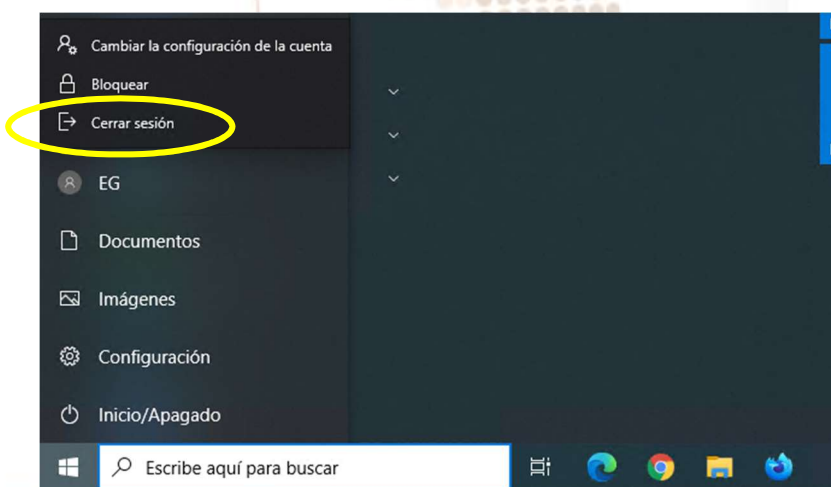 Cambiar la configuración de la cuenta
Bloquear
Cerrar sesión
EG
Documentos
Imágenes
Configuración
Inicio/Apagado
Escribe aquí para buscar